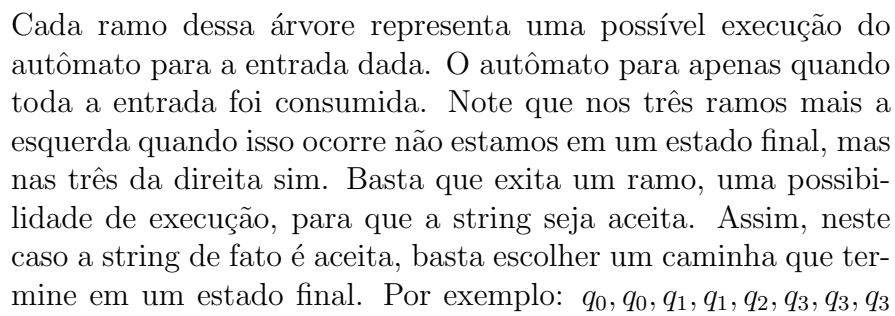 Cada ramo dessa árvore representa uma possível execução do
autômato para a entrada dada. O autômato para apenas quando
toda a entrada foi consumida. Note que nos três ramos mais a
esquerda quando isso ocorre não estamos em um estado final, mas
nas três da direita sim. Basta que exita um ramo, uma possibi-
lidade de execução, para que a string seja aceita. Assim, neste
caso a string de fato é aceita, basta escolher um caminha que ter-
mine em um estado final. Por exemplo: q₀, q₀, q₁, q₁, q₂, q₃, q₃, q₃